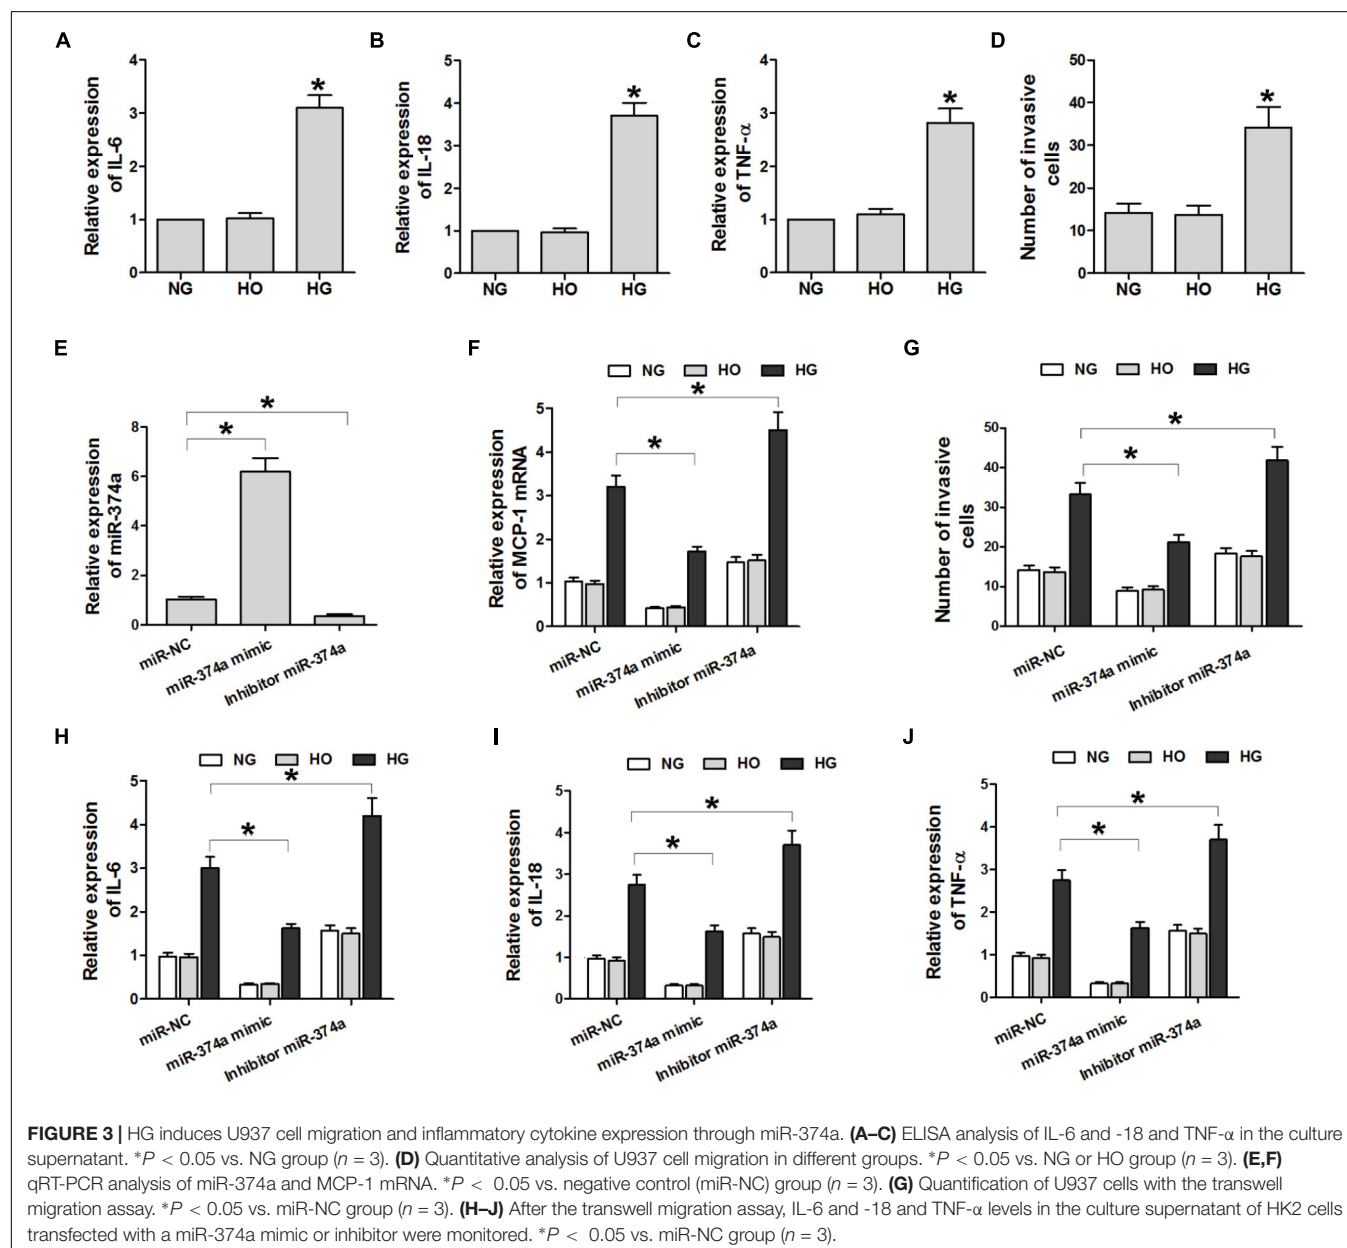 A
Relative expression
of IL-6
4
3
2
1
0
*
NG HO HG
B
Relative expression
of IL-18
5
4
3
2
1
0
*
NG HO HG
C
Relative expression
of TNF-α
4
3
2
1
0
*
NG HO HG
D
Number of invasive
cells
50
40
30
20
10
0
*
NG HO HG
E
Relative expression
of miR-374a
8
6
4
2
0
*
*
miR-NC
miR-374a mimic
Inhibitor miR-374a
F
NG HO HG
Relative expression
of MCP-1 mRNA
5
4
3
2
1
0
*
*
miR-NC
miR-374a mimic
Inhibitor miR-374a
G
NG HO HG
Number of invasive
cells
50
40
30
20
10
0
*
*
miR-NC
miR-374a mimic
Inhibitor miR-374a
H
NG HO HG
Relative expression
of IL-6
5
4
3
2
1
0
*
*
miR-NC
miR-374a mimic
Inhibitor miR-374a
I
NG HO HG
Relative expression
of IL-18
5
4
3
2
1
0
*
*
miR-NC
miR-374a mimic
Inhibitor miR-374a
J
NG HO HG
Relative expression
of TNF-α
5
4
3
2
1
0
*
*
miR-NC
miR-374a mimic
Inhibitor miR-374a
FIGURE 3 | HG induces U937 cell migration and inflammatory cytokine expression through miR-374a. (A–C) ELISA analysis of IL-6 and -18 and TNF-α in the culture
supernatant. *P < 0.05 vs. NG group (n = 3). (D) Quantitative analysis of U937 cell migration in different groups. *P < 0.05 vs. NG or HO group (n = 3). (E,F)
qRT-PCR analysis of miR-374a and MCP-1 mRNA. *P < 0.05 vs. negative control (miR-NC) group (n = 3). (G) Quantification of U937 cells with the transwell
migration assay. *P < 0.05 vs. miR-NC group (n = 3). (H–J) After the transwell migration assay, IL-6 and -18 and TNF-α levels in the culture supernatant of HK2 cells
transfected with a miR-374a mimic or inhibitor were monitored. *P < 0.05 vs. miR-NC group (n = 3).